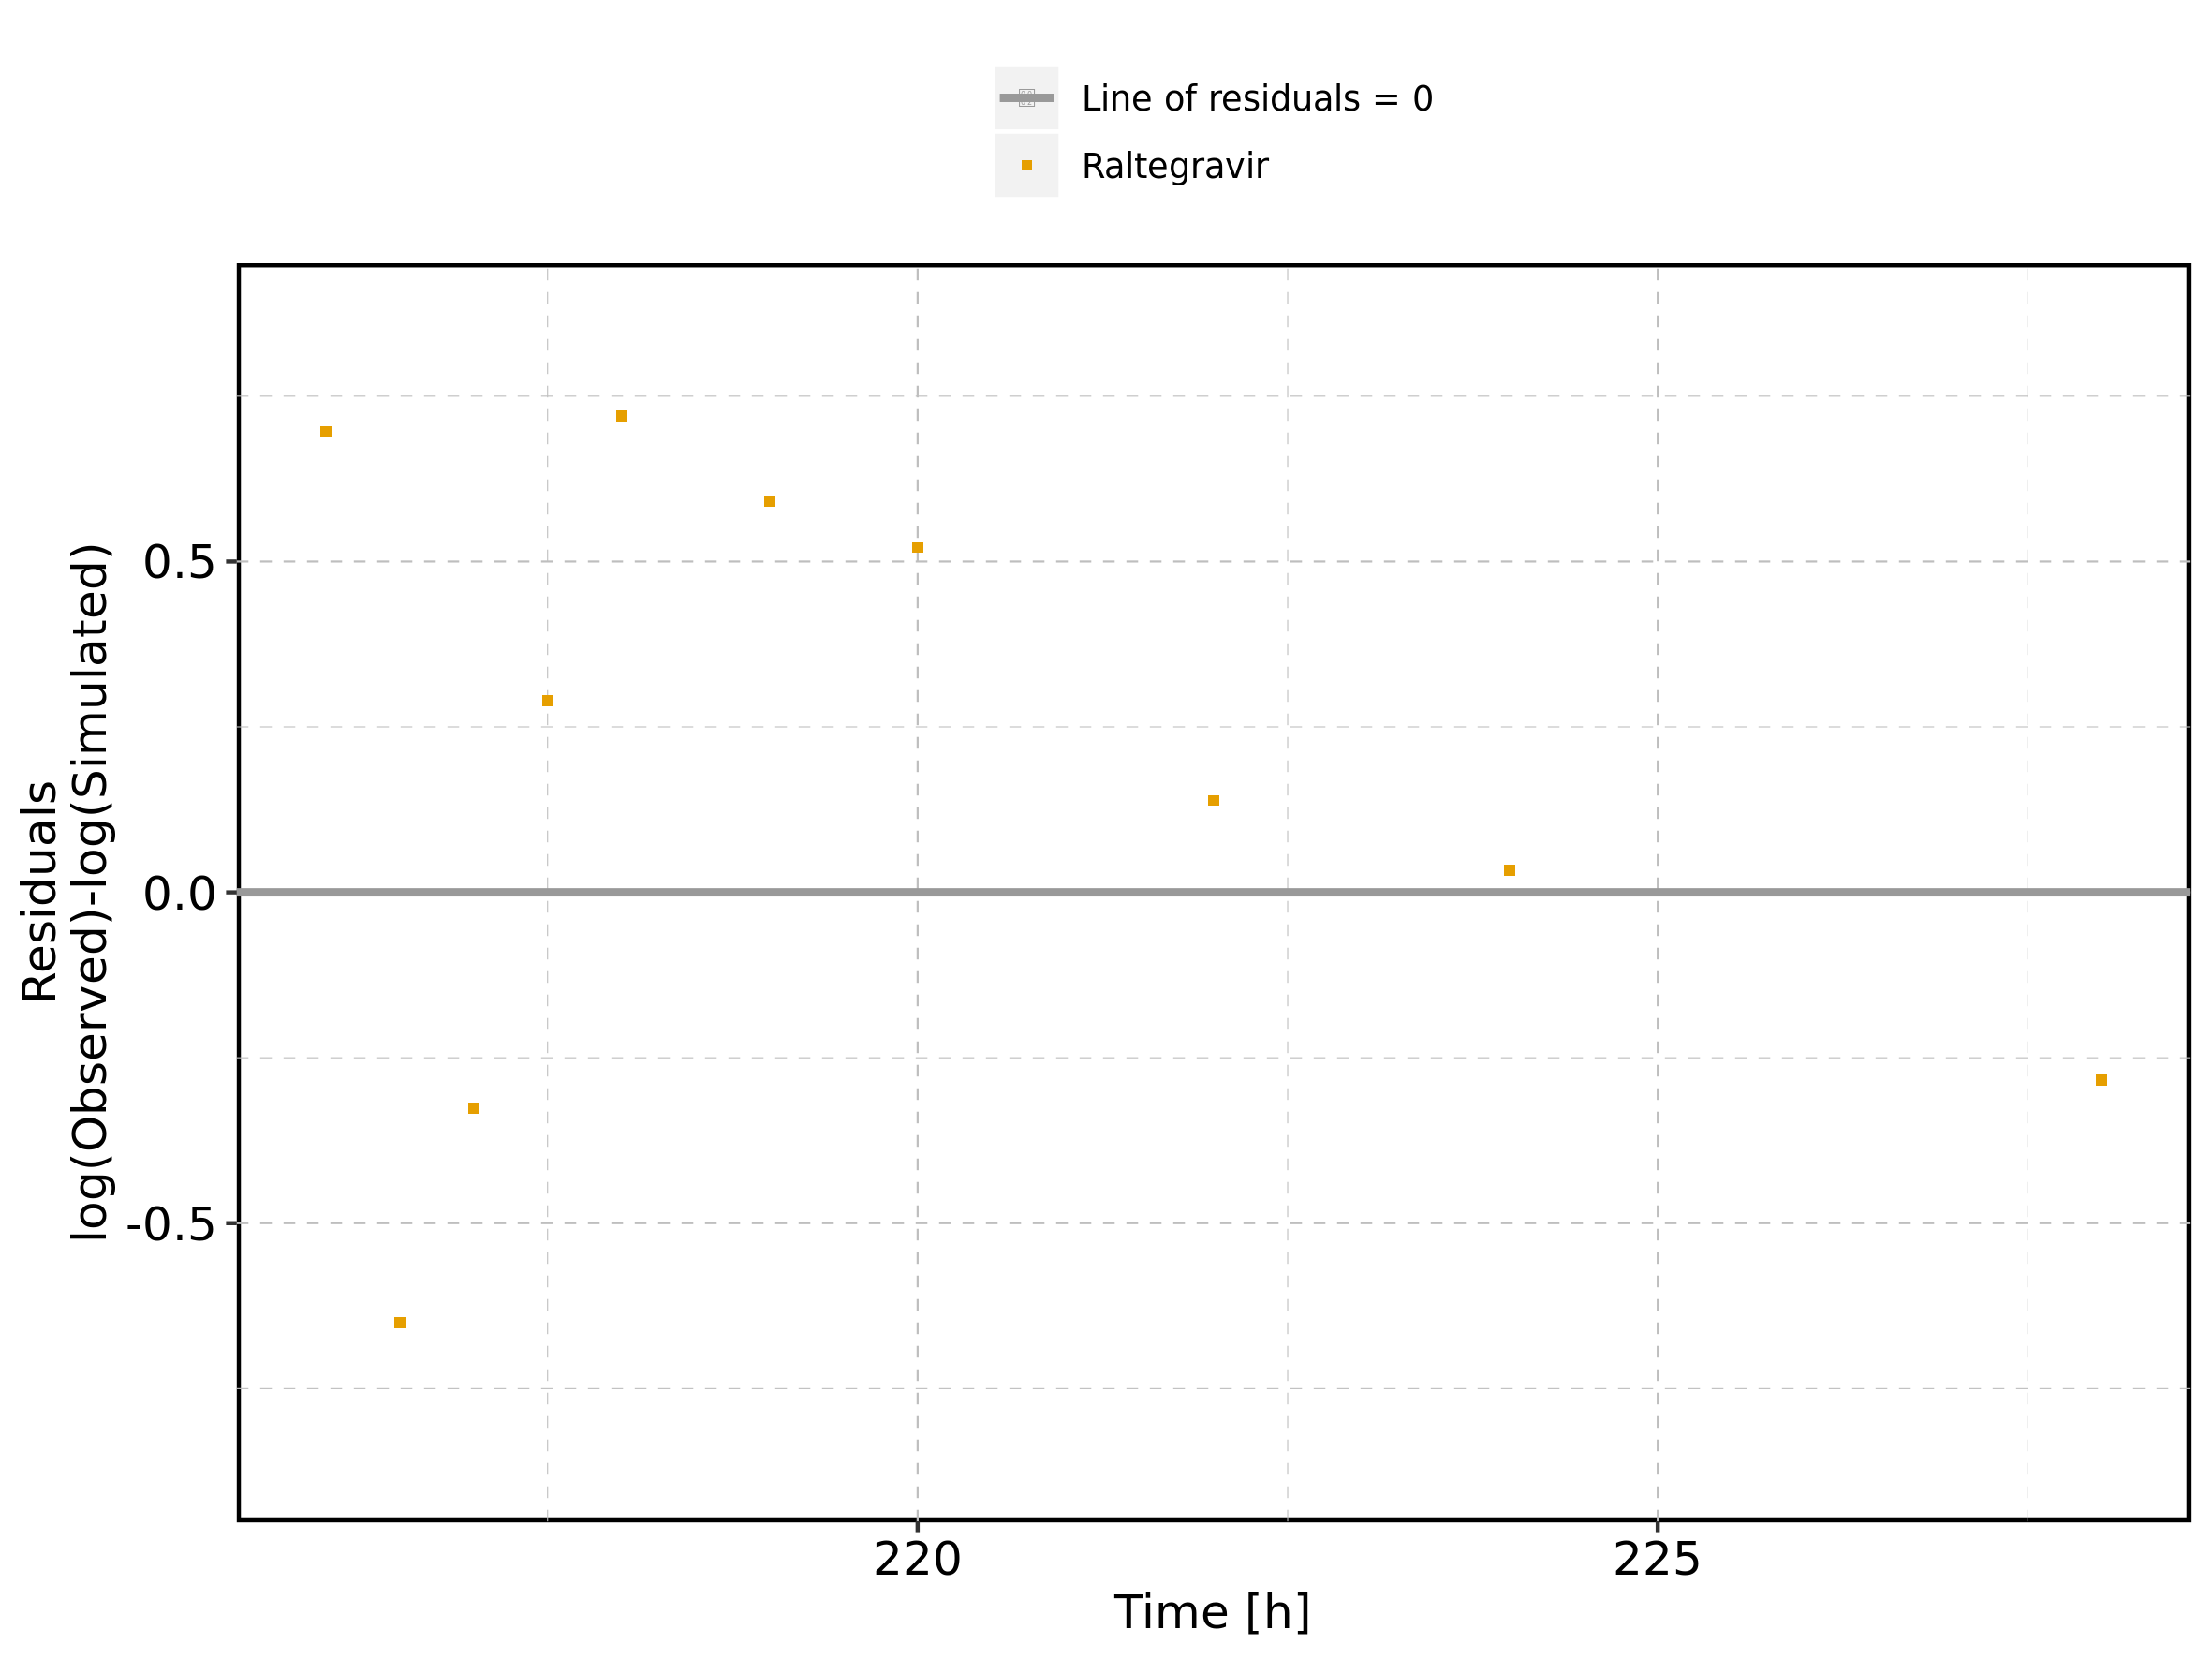 Line of residuals = 0
Raltegravir
Residuals
log(Observed)-log(Simulated)
0.5
0.0
-0.5
220
225
Time [h]